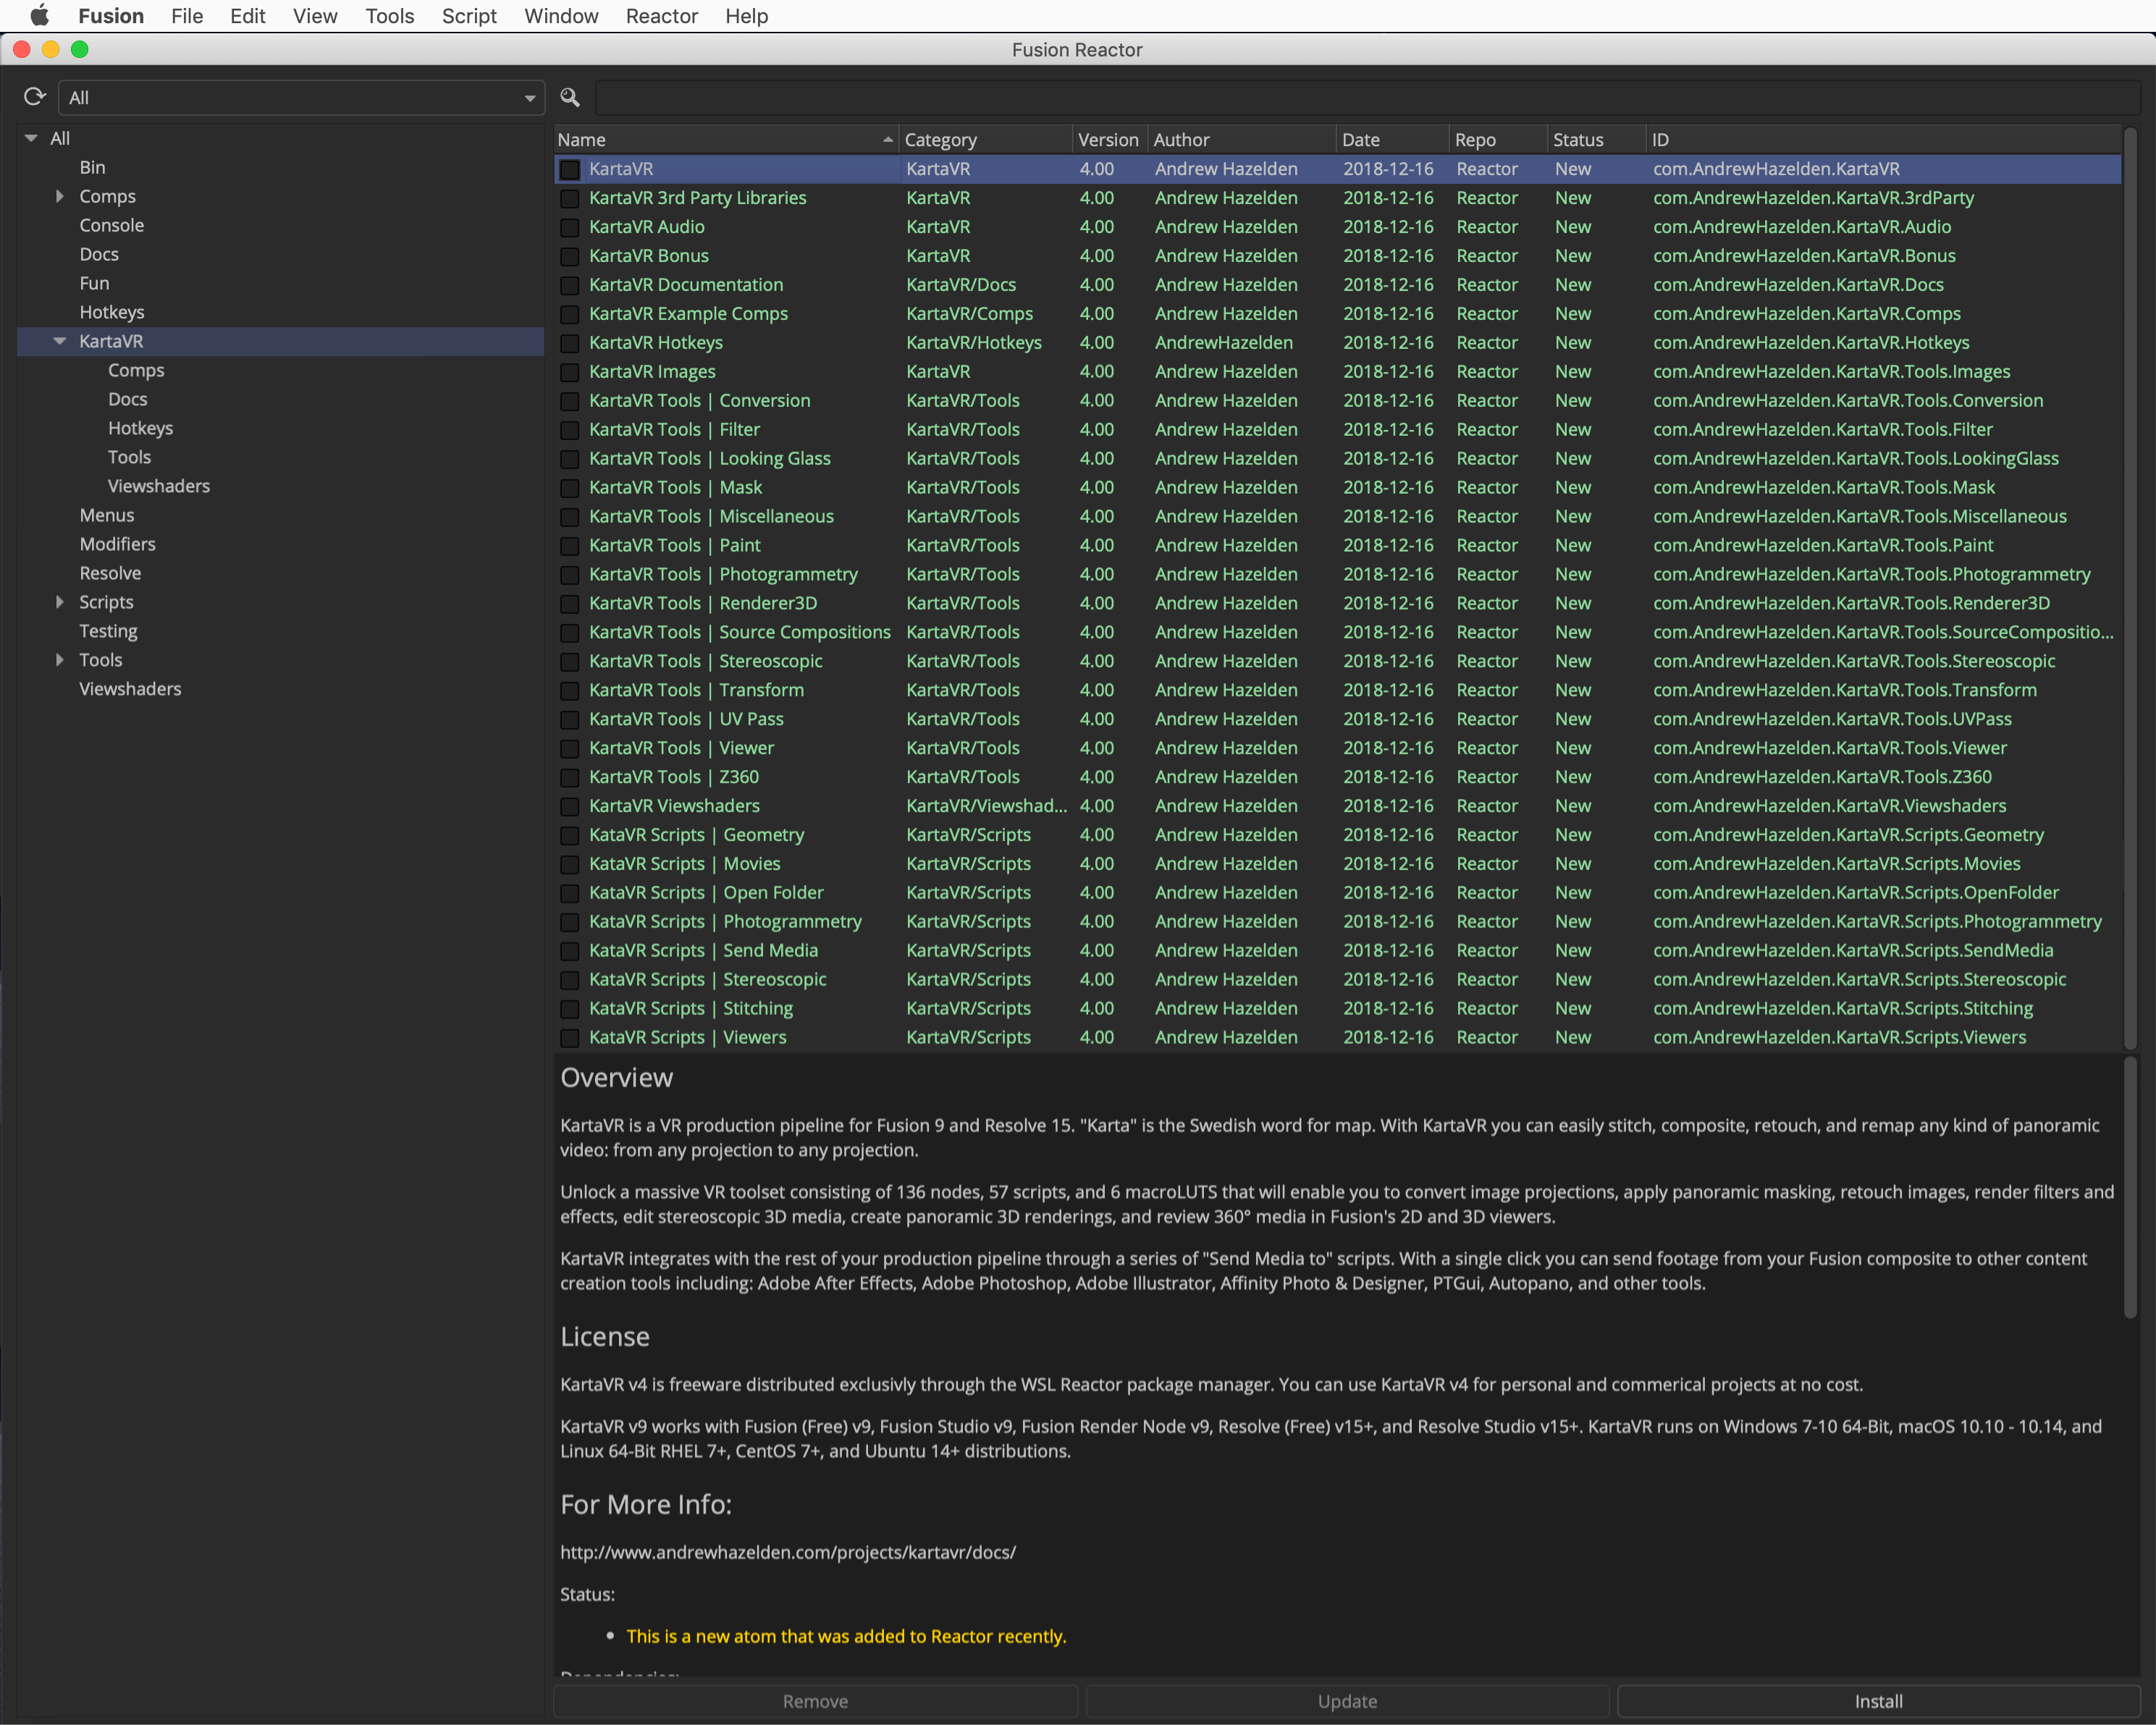 Fusion File Edit View Tools Script Window Reactor Help
Fusion Reactor
All
All
Bin
Comps
Console
Docs
Fun
Hotkeys
KartaVR
Comps
Docs
Hotkeys
Tools
Viewshaders
Menus
Modifiers
Resolve
Scripts
Testing
Tools
Viewshaders
Name Category Version Author Date Repo Status ID
KartaVR KartaVR 4.00 Andrew Hazelden 2018-12-16 Reactor New com.AndrewHazelden.KartaVR
KartaVR 3rd Party Libraries KartaVR 4.00 Andrew Hazelden 2018-12-16 Reactor New com.AndrewHazelden.KartaVR.3rdParty
KartaVR Audio KartaVR 4.00 Andrew Hazelden 2018-12-16 Reactor New com.AndrewHazelden.KartaVR.Audio
KartaVR Bonus KartaVR 4.00 Andrew Hazelden 2018-12-16 Reactor New com.AndrewHazelden.KartaVR.Bonus
KartaVR Documentation KartaVR/Docs 4.00 Andrew Hazelden 2018-12-16 Reactor New com.AndrewHazelden.KartaVR.Docs
KartaVR Example Comps KartaVR/Comps 4.00 Andrew Hazelden 2018-12-16 Reactor New com.AndrewHazelden.KartaVR.Comps
KartaVR Hotkeys KartaVR/Hotkeys 4.00 AndrewHazelden 2018-12-16 Reactor New com.AndrewHazelden.KartaVR.Hotkeys
KartaVR Images KartaVR 4.00 Andrew Hazelden 2018-12-16 Reactor New com.AndrewHazelden.KartaVR.Tools.Images
KartaVR Tools | Conversion KartaVR/Tools 4.00 Andrew Hazelden 2018-12-16 Reactor New com.AndrewHazelden.KartaVR.Tools.Conversion
KartaVR Tools | Filter KartaVR/Tools 4.00 Andrew Hazelden 2018-12-16 Reactor New com.AndrewHazelden.KartaVR.Tools.Filter
KartaVR Tools | Looking Glass KartaVR/Tools 4.00 Andrew Hazelden 2018-12-16 Reactor New com.AndrewHazelden.KartaVR.Tools.LookingGlass
KartaVR Tools | Mask KartaVR/Tools 4.00 Andrew Hazelden 2018-12-16 Reactor New com.AndrewHazelden.KartaVR.Tools.Mask
KartaVR Tools | Miscellaneous KartaVR/Tools 4.00 Andrew Hazelden 2018-12-16 Reactor New com.AndrewHazelden.KartaVR.Tools.Miscellaneous
KartaVR Tools | Paint KartaVR/Tools 4.00 Andrew Hazelden 2018-12-16 Reactor New com.AndrewHazelden.KartaVR.Tools.Paint
KartaVR Tools | Photogrammetry KartaVR/Tools 4.00 Andrew Hazelden 2018-12-16 Reactor New com.AndrewHazelden.KartaVR.Tools.Photogrammetry
KartaVR Tools | Renderer3D KartaVR/Tools 4.00 Andrew Hazelden 2018-12-16 Reactor New com.AndrewHazelden.KartaVR.Tools.Renderer3D
KartaVR Tools | Source Compositions KartaVR/Tools 4.00 Andrew Hazelden 2018-12-16 Reactor New com.AndrewHazelden.KartaVR.Tools.SourceCompositio...
KartaVR Tools | Stereoscopic KartaVR/Tools 4.00 Andrew Hazelden 2018-12-16 Reactor New com.AndrewHazelden.KartaVR.Tools.Stereoscopic
KartaVR Tools | Transform KartaVR/Tools 4.00 Andrew Hazelden 2018-12-16 Reactor New com.AndrewHazelden.KartaVR.Tools.Transform
KartaVR Tools | UV Pass KartaVR/Tools 4.00 Andrew Hazelden 2018-12-16 Reactor New com.AndrewHazelden.KartaVR.Tools.UVPass
KartaVR Tools | Viewer KartaVR/Tools 4.00 Andrew Hazelden 2018-12-16 Reactor New com.AndrewHazelden.KartaVR.Tools.Viewer
KartaVR Tools | Z360 KartaVR/Tools 4.00 Andrew Hazelden 2018-12-16 Reactor New com.AndrewHazelden.KartaVR.Tools.Z360
KartaVR Viewshaders KartaVR/Viewshad... 4.00 Andrew Hazelden 2018-12-16 Reactor New com.AndrewHazelden.KartaVR.Viewshaders
KataVR Scripts | Geometry KartaVR/Scripts 4.00 Andrew Hazelden 2018-12-16 Reactor New com.AndrewHazelden.KartaVR.Scripts.Geometry
KataVR Scripts | Movies KartaVR/Scripts 4.00 Andrew Hazelden 2018-12-16 Reactor New com.AndrewHazelden.KartaVR.Scripts.Movies
KataVR Scripts | Open Folder KartaVR/Scripts 4.00 Andrew Hazelden 2018-12-16 Reactor New com.AndrewHazelden.KartaVR.Scripts.OpenFolder
KataVR Scripts | Photogrammetry KartaVR/Scripts 4.00 Andrew Hazelden 2018-12-16 Reactor New com.AndrewHazelden.KartaVR.Scripts.Photogrammetry
KataVR Scripts | Send Media KartaVR/Scripts 4.00 Andrew Hazelden 2018-12-16 Reactor New com.AndrewHazelden.KartaVR.Scripts.SendMedia
KataVR Scripts | Stereoscopic KartaVR/Scripts 4.00 Andrew Hazelden 2018-12-16 Reactor New com.AndrewHazelden.KartaVR.Scripts.Stereoscopic
KataVR Scripts | Stitching KartaVR/Scripts 4.00 Andrew Hazelden 2018-12-16 Reactor New com.AndrewHazelden.KartaVR.Scripts.Stitching
KataVR Scripts | Viewers KartaVR/Scripts 4.00 Andrew Hazelden 2018-12-16 Reactor New com.AndrewHazelden.KartaVR.Scripts.Viewers
Overview
KartaVR is a VR production pipeline for Fusion 9 and Resolve 15. "Karta" is the Swedish word for map. With KartaVR you can easily stitch, composite, retouch, and remap any kind of panoramic
video: from any projection to any projection.
Unlock a massive VR toolset consisting of 136 nodes, 57 scripts, and 6 macroLUTS that will enable you to convert image projections, apply panoramic masking, retouch images, render filters and
effects, edit stereoscopic 3D media, create panoramic 3D renderings, and review 360° media in Fusion's 2D and 3D viewers.
KartaVR integrates with the rest of your production pipeline through a series of "Send Media to" scripts. With a single click you can send footage from your Fusion composite to other content
creation tools including: Adobe After Effects, Adobe Photoshop, Adobe Illustrator, Affinity Photo & Designer, PTGui, Autopano, and other tools.
License
KartaVR v4 is freeware distributed exclusivly through the WSL Reactor package manager. You can use KartaVR v4 for personal and commerical projects at no cost.
KartaVR v9 works with Fusion (Free) v9, Fusion Studio v9, Fusion Render Node v9, Resolve (Free) v15+, and Resolve Studio v15+. KartaVR runs on Windows 7-10 64-Bit, macOS 10.10 - 10.14, and
Linux 64-Bit RHEL 7+, CentOS 7+, and Ubuntu 14+ distributions.
For More Info:
http://www.andrewhazelden.com/projects/kartavr/docs/
Status:
• This is a new atom that was added to Reactor recently.
Remove Update Install